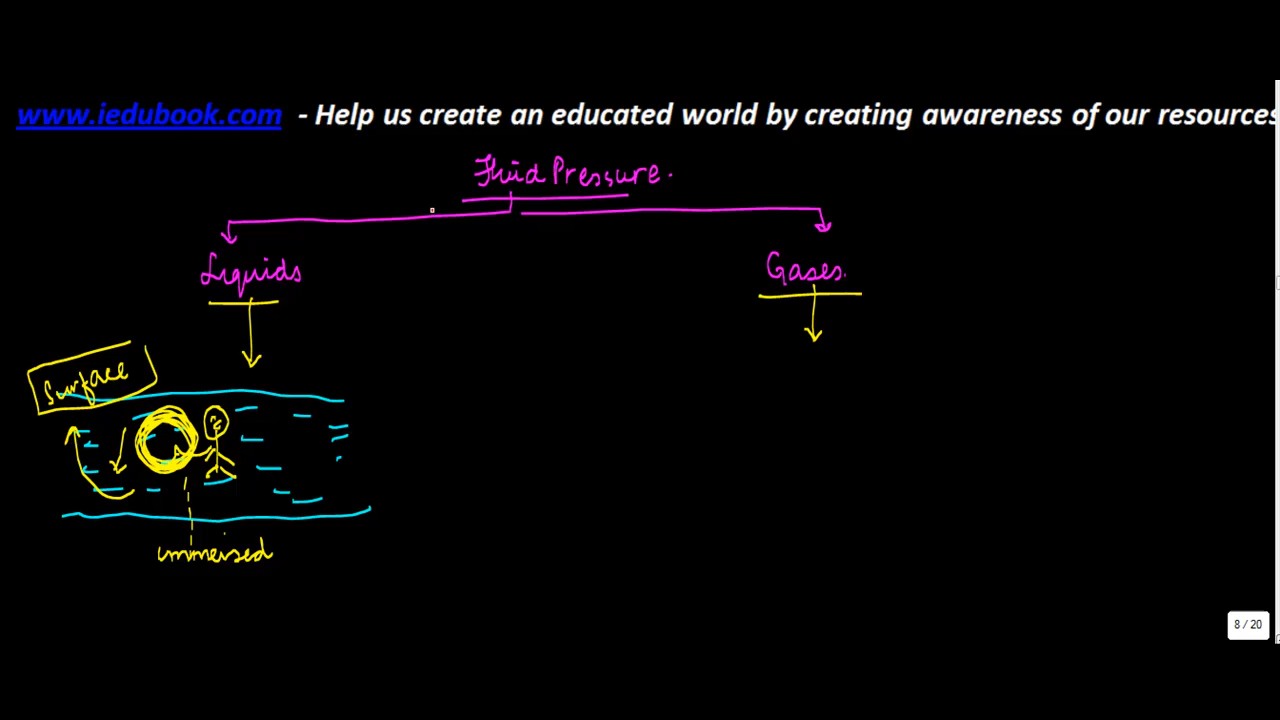 www.iedubook.com - Help us create an educated world by creating awareness of our resources
Fluid Pressure.
Liquids
Gases.
Surface
immersed
8 / 20